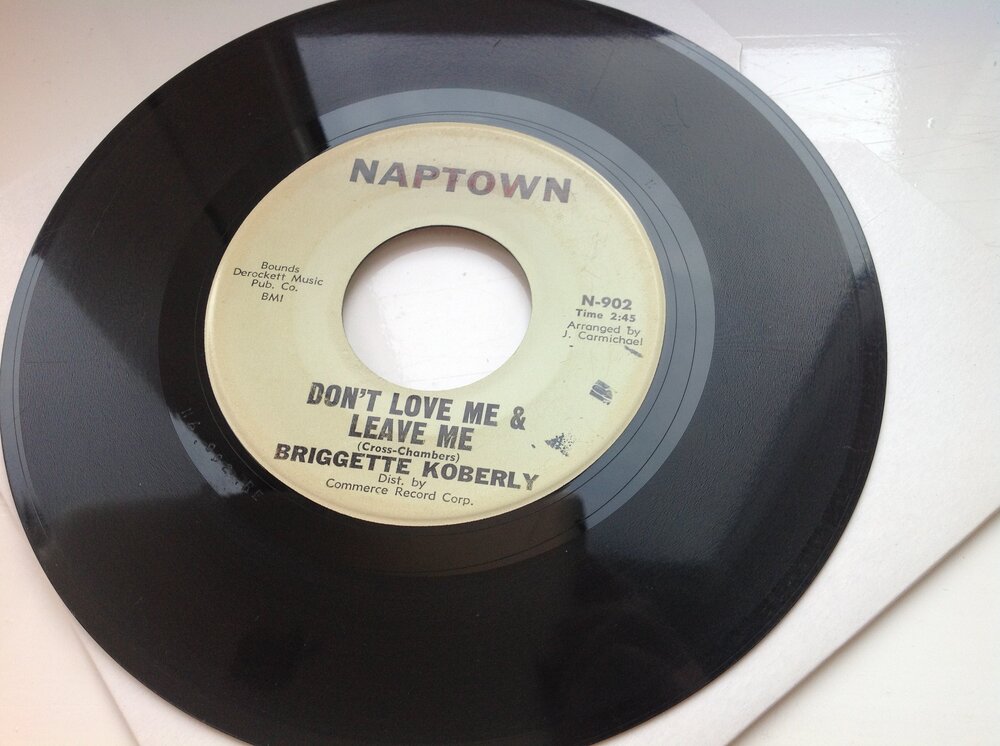 NAPTOWN
Bounds
Derockett Music
Pub. Co.
BMI
N-902
Time 2:45
Arranged by
J. Carmichael
DON'T LOVE ME &
LEAVE ME
(Cross-Chambers)
BRIGGETTE KOBERLY
Dist. by
Commerce Record Corp.